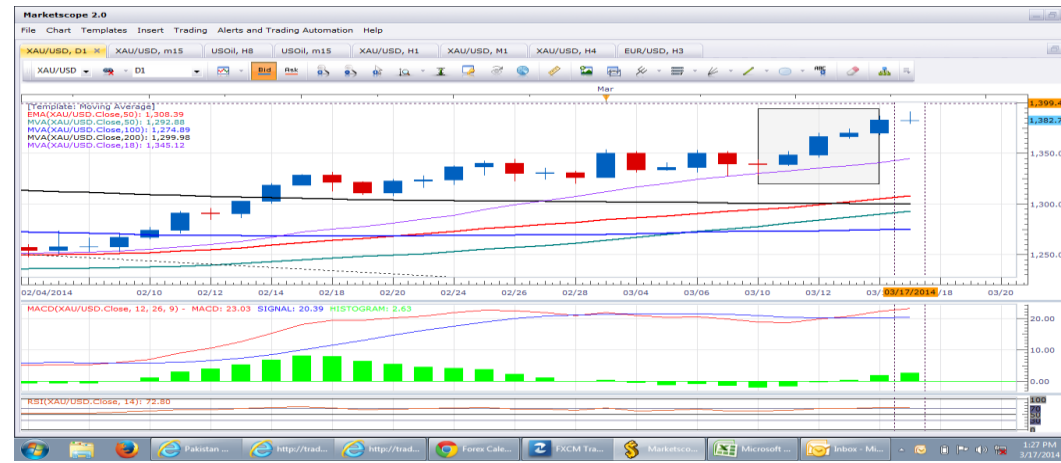 Marketscope 2.0
File Chart Templates Insert Trading Alerts and Trading Automation Help
XAU/USD, D1 XAU/USD, m15 USOil, H8 USOil, m15 XAU/USD, H1 XAU/USD, M1 XAU/USD, H4 EUR/USD, H3
XAU/USD D1 Bid Ask
Mar
[Template: Moving Average]
EMA(XAU/USD.Close,50): 1,308.39
MVA(XAU/USD.Close,50): 1,292.88
MVA(XAU/USD.Close,100): 1,274.89
MVA(XAU/USD.Close,200): 1,299.98
MVA(XAU/USD.Close,18): 1,345.12
1,399.4
1,382.7
1,350.0
1,300.0
1,250.0
02/04/2014 02/10 02/12 02/14 02/18 02/20 02/22 02/24 02/26 02/28 03/04 03/06 03/10 03/12 03/ 03/17/2014 /18 03/20
MACD(XAU/USD.Close, 12, 26, 9) - MACD: 23.03 SIGNAL: 20.39 HISTOGRAM: 2.63
20.00
10.00
0.00
RSI(XAU/USD.Close, 14): 72.80
100
70
Pakistan ... http://trad... http://trad... Forex Cale... FXCM Tra... Marketsco... Microsoft ... Inbox - Mi...
1:27 PM
3/17/2014